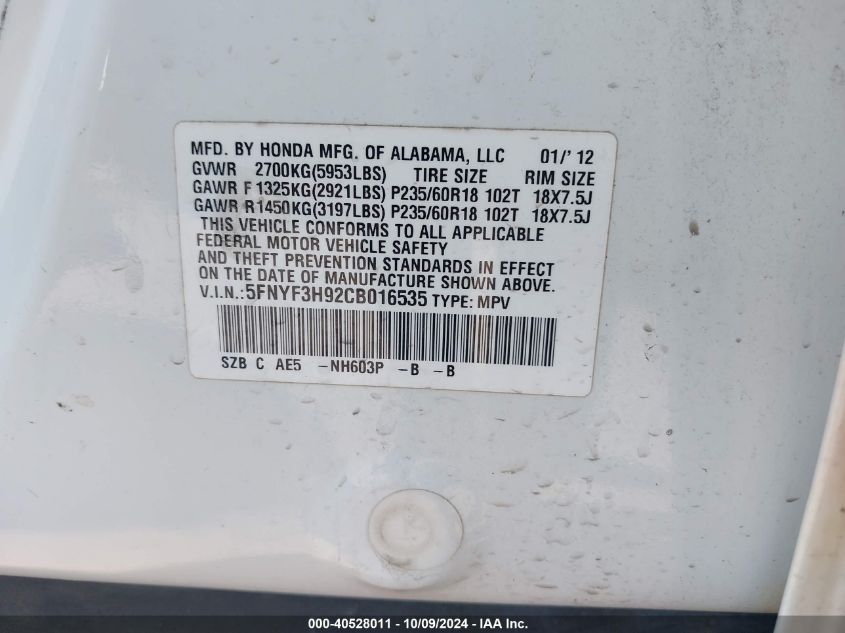 MFD. BY HONDA MFG. OF ALABAMA, LLC 01/'12
GVWR 2700KG(5953LBS) TIRE SIZE RIM SIZE
GAWR F 1325KG(2921LBS) P235/60R18 102T 18X7.5J
GAWR R1450KG(3197LBS) P235/60R18 102T 18X7.5J
THIS VEHICLE CONFORMS TO ALL APPLICABLE
FEDERAL MOTOR VEHICLE SAFETY
AND THEFT PREVENTION STANDARDS IN EFFECT
ON THE DATE OF MANUFACTURE SHOWN ABOVE.
V.I.N.:5FNYF3H92CB016535 TYPE: MPV
SZB C AE5 -NH603P -B -B
000-40528011 - 10/09/2024 - IAAI Inc.